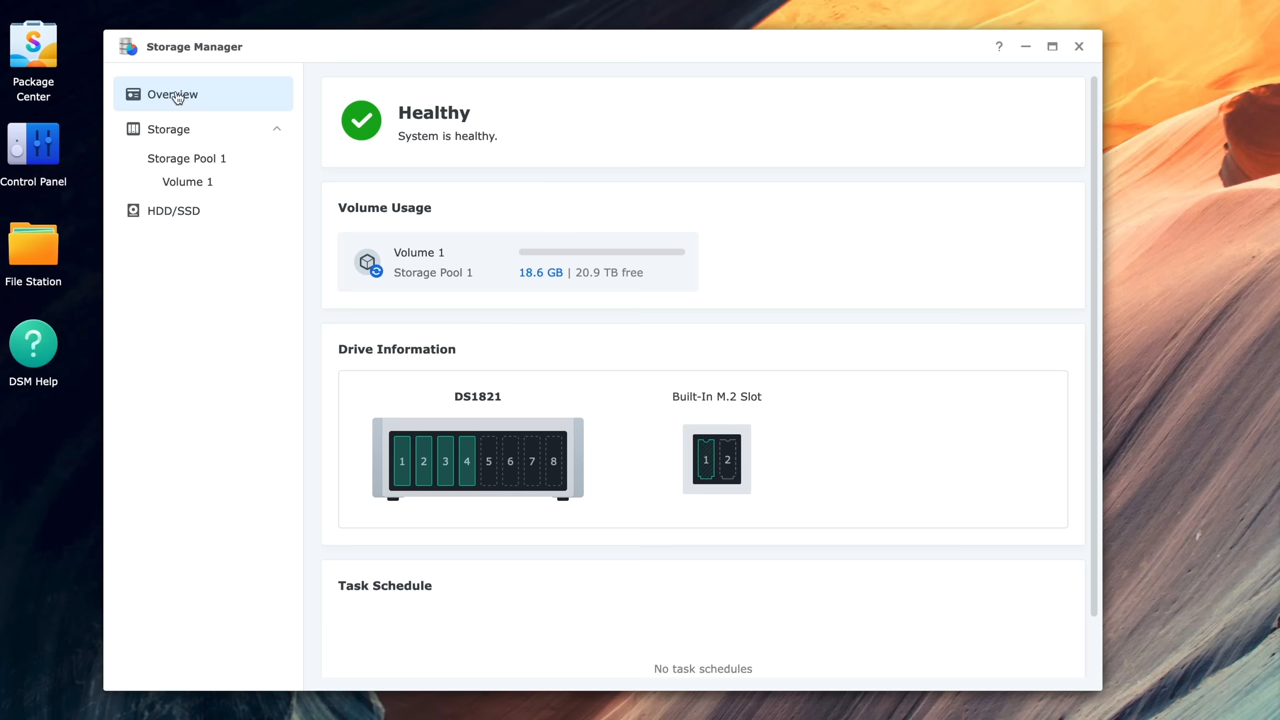 Package
Center
Control Panel
File Station
DSM Help
Storage Manager
Overview
Storage
Storage Pool 1
Volume 1
HDD/SSD
Healthy
System is healthy.
Volume Usage
Volume 1
Storage Pool 1
18.6 GB | 20.9 TB free
Drive Information
DS1821
1 2 3 4 5 6 7 8
Built-In M.2 Slot
1 2
Task Schedule
No task schedules